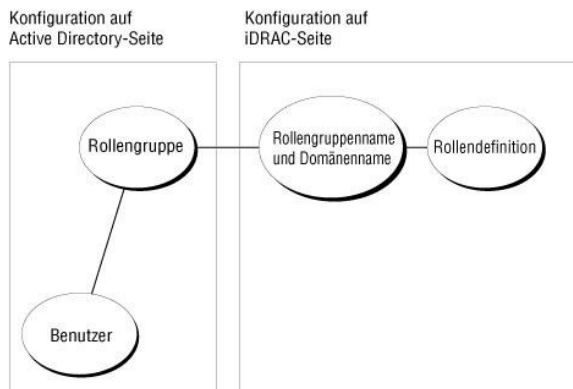 Konfiguration auf
Active Directory-Seite
Konfiguration auf
iDRAC-Seite
Rollengruppe
Rollengruppenname
und Domänenname
Rollendefinition
Benutzer